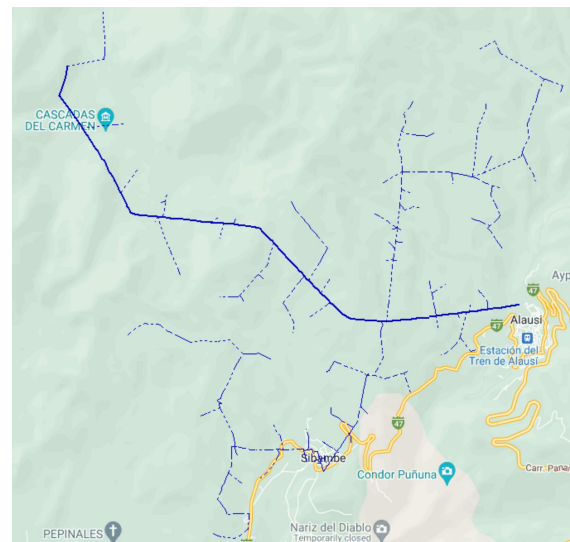 CASCADAS
DEL CARMEN
Ayp
47
Alausi
47
Estación del
Tren de Alausí
47
Sibambe
Condor Puñuna
Carr. Pana
PEPINALES
Nariz del Diablo
Temporarily closed